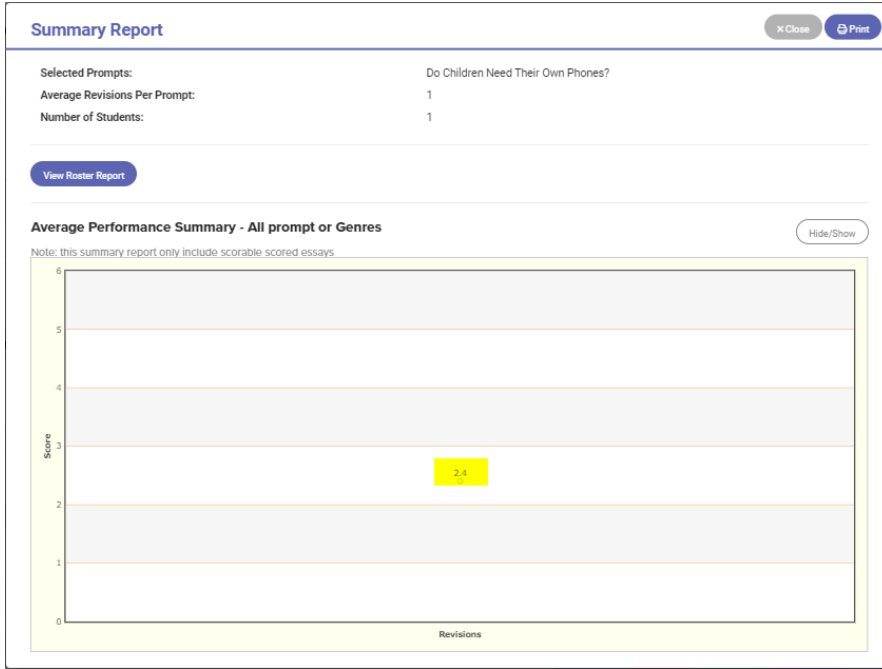 Summary Report
× Close
Print
Selected Prompts: Do Children Need Their Own Phones?
Average Revisions Per Prompt: 1
Number of Students: 1
View Roster Report
Average Performance Summary - All prompt or Genres
Hide/Show
Note: this summary report only include scorable scored essays
6
5
4
Score
3
2.4
2
1
0
Revisions